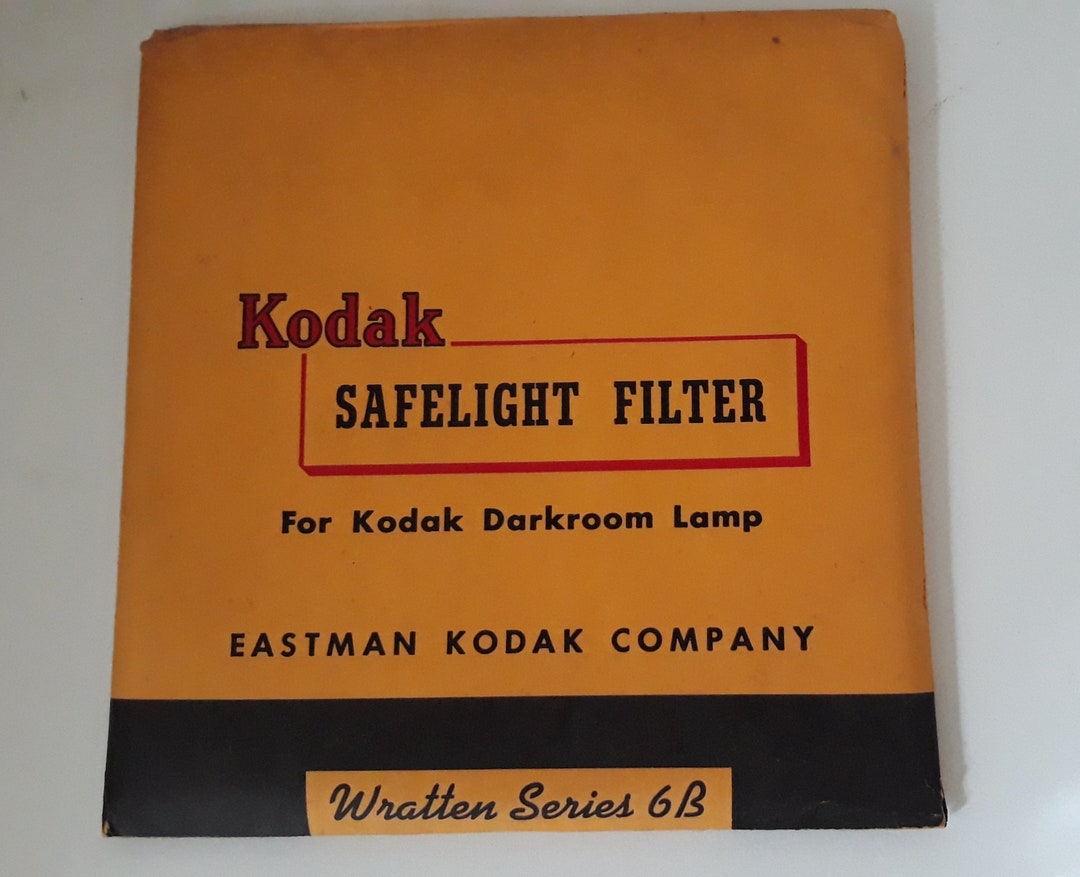 Kodak
SAFELIGHT FILTER
For Kodak Darkroom Lamp
EASTMAN KODAK COMPANY
Wratten Series 6B